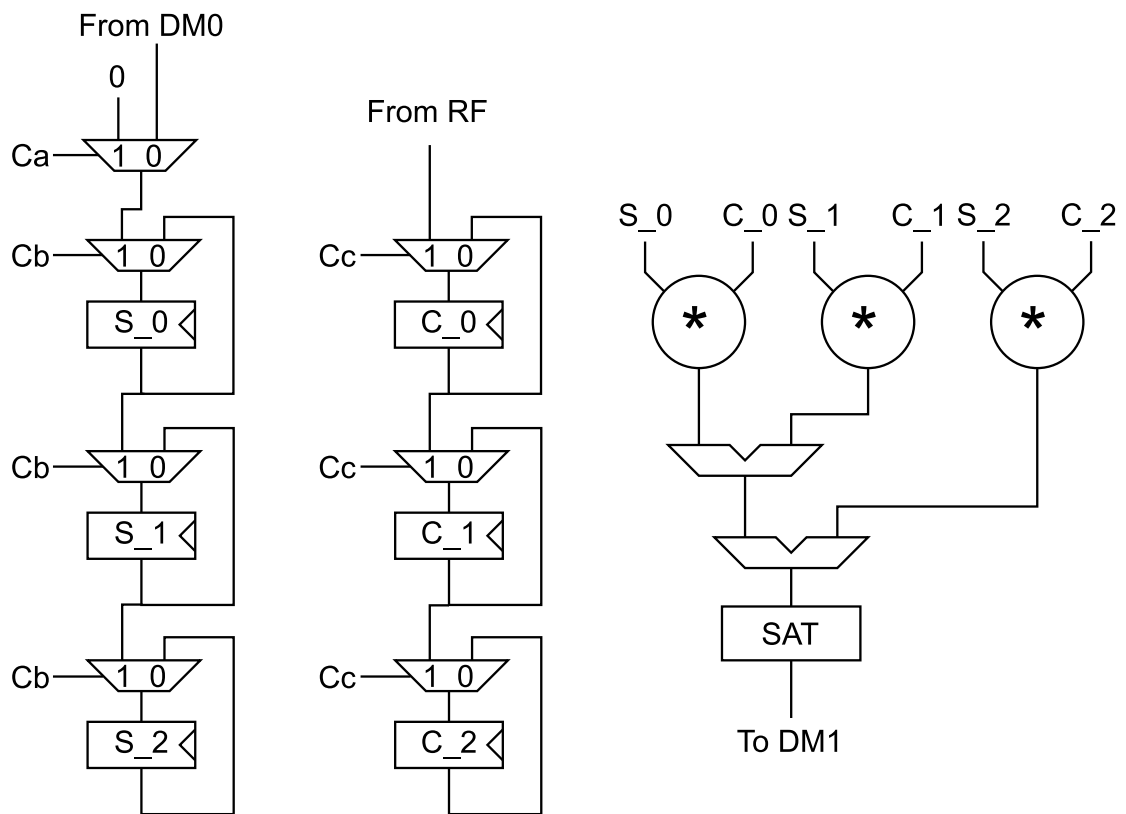 From DM0
0
Ca
1 0
Cb
1 0
S_0
Cb
1 0
S_1
Cb
1 0
S_2
From RF
Cc
1 0
C_0
Cc
1 0
C_1
Cc
1 0
C_2
S_0 C_0 S_1 C_1 S_2 C_2
* * *
SAT
To DM1